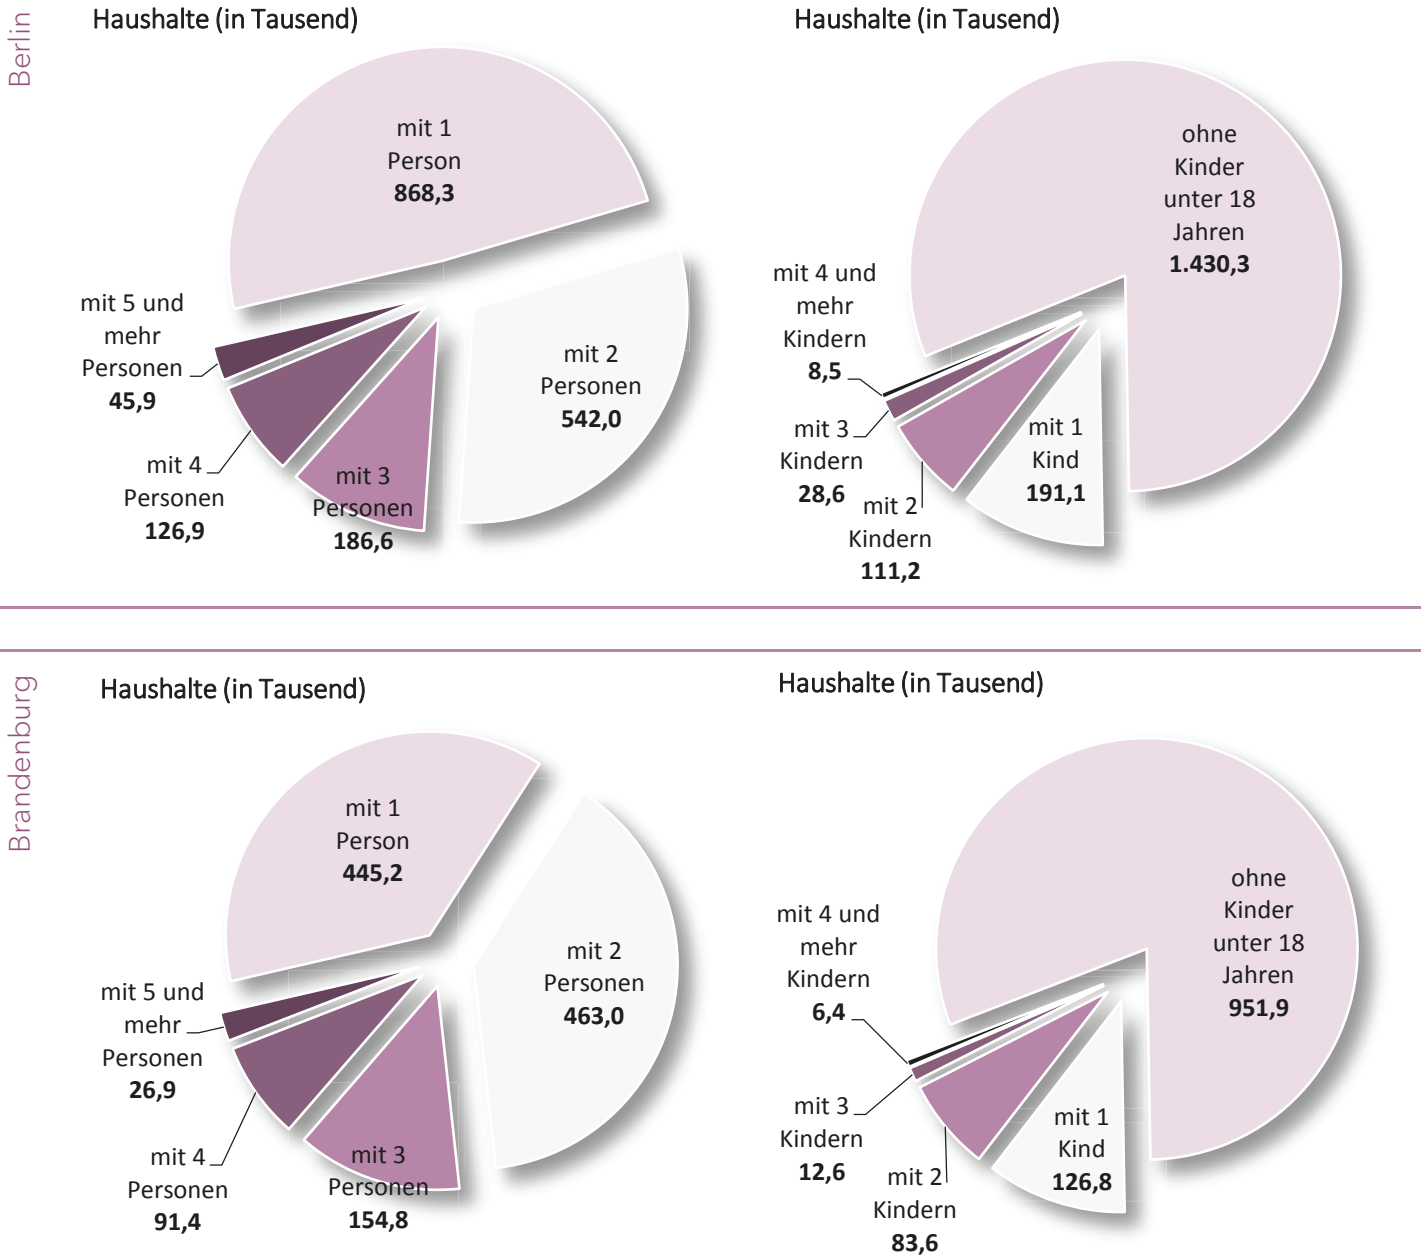 Berlin
Haushalte (in Tausend)
mit 1
Person
868,3
mit 2
Personen
542,0
mit 3
Personen
186,6
mit 4
Personen
126,9
mit 5 und
mehr
Personen
45,9
Haushalte (in Tausend)
ohne
Kinder
unter 18
Jahren
1.430,3
mit 1
Kind
191,1
mit 2
Kindern
111,2
mit 3
Kindern
28,6
mit 4 und
mehr
Kindern
8,5
Brandenburg
Haushalte (in Tausend)
mit 1
Person
445,2
mit 2
Personen
463,0
mit 3
Personen
154,8
mit 4
Personen
91,4
mit 5 und
mehr
Personen
26,9
Haushalte (in Tausend)
ohne
Kinder
unter 18
Jahren
951,9
mit 1
Kind
126,8
mit 2
Kindern
83,6
mit 3
Kindern
12,6
mit 4 und
mehr
Kindern
6,4